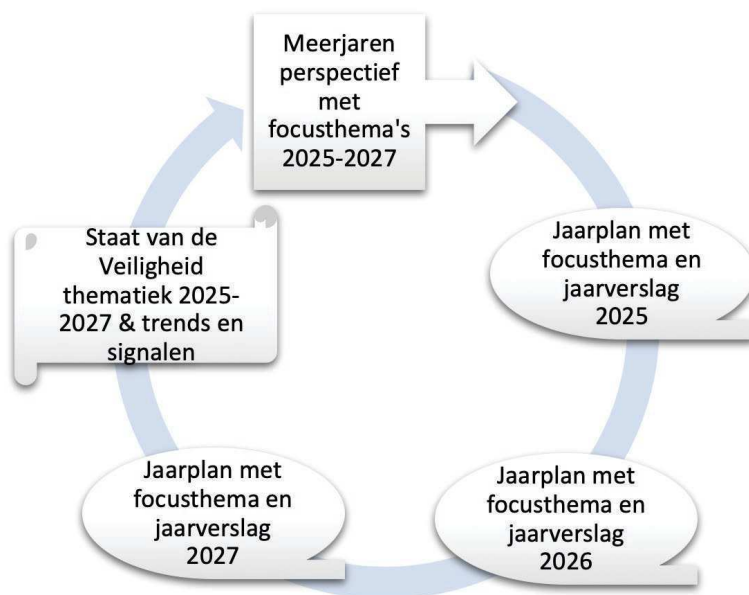 Meerjaren
perspectief
met
focusthema's
2025-2027
Jaarplan met
focusthema en
jaarverslag
2025
Jaarplan met
focusthema en
jaarverslag
2026
Jaarplan met
focusthema en
jaarverslag
2027
Staat van de
Veiligheid
thematiek 2025-
2027 & trends en
signalen